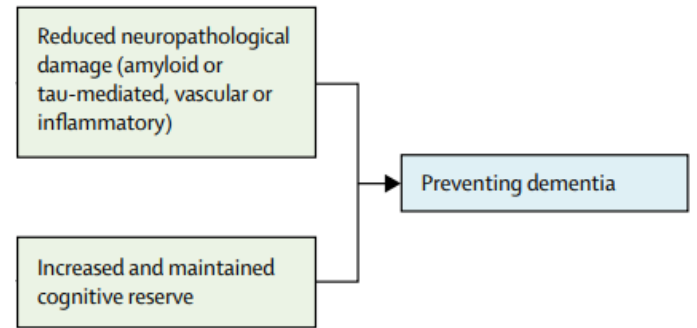 Reduced neuropathological
damage (amyloid or
tau-mediated, vascular or
inflammatory)
Preventing dementia
Increased and maintained
cognitive reserve